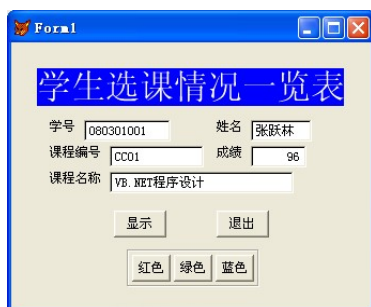 Form1
学生选课情况一览表
学号 080301001 姓名 张跃林
课程编号 CC01 成绩 96
课程名称 VB.NET程序设计
显示 退出
红色 绿色 蓝色